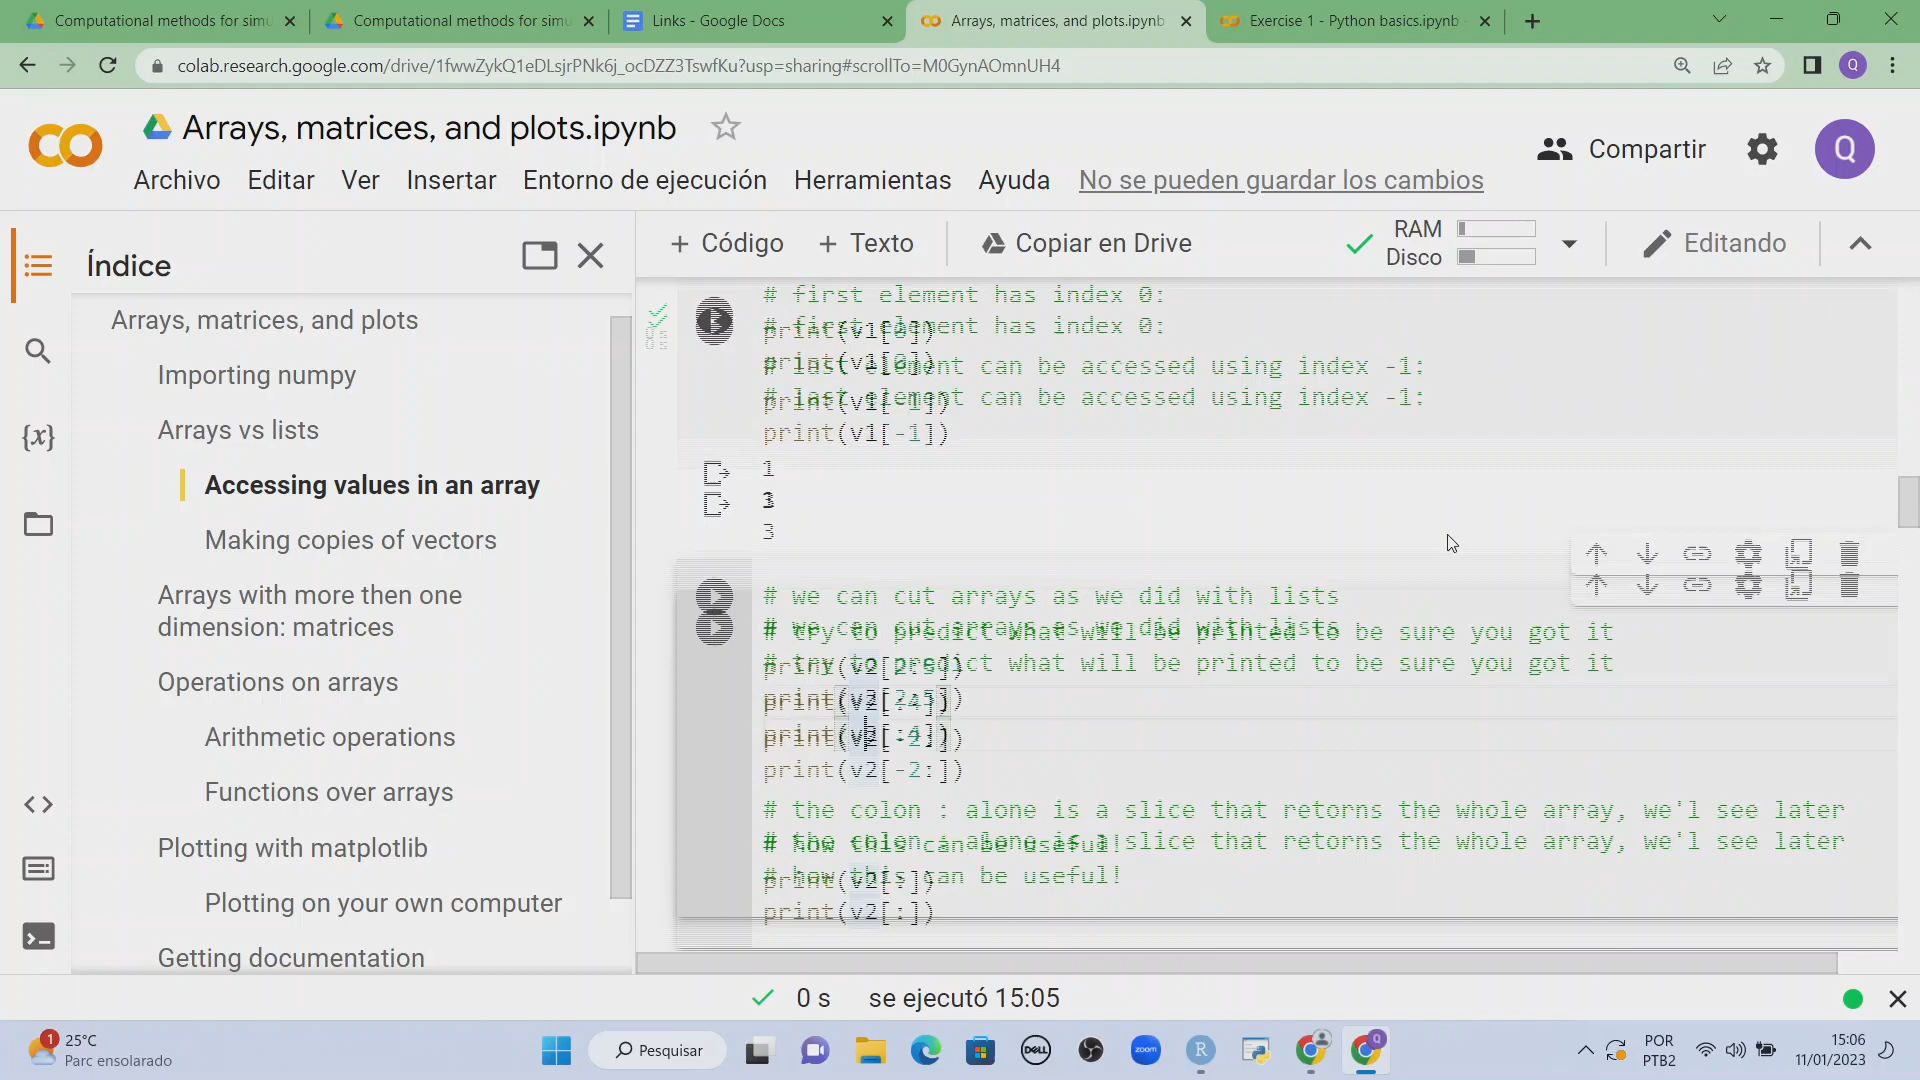 Computational methods for simu
Computational methods for simu
Links - Google Docs
Arrays, matrices, and plots.ipynb
Exercise 1 - Python basics.ipynb -
colab.research.google.com/drive/1fwwZykQ1eDLsjrPNk6j_ocDZZ3TswfKu?usp=sharing#scrollTo=M0GynAOmnUH4
Q
Arrays, matrices, and plots.ipynb
Compartir
Q
Archivo Editar Ver Insertar Entorno de ejecución Herramientas Ayuda No se pueden guardar los cambios
Índice
+ Código + Texto Copiar en Drive
RAM
Disco
Editando
Arrays, matrices, and plots
Importing numpy
Arrays vs lists
Accessing values in an array
Making copies of vectors
Arrays with more then one
dimension: matrices
Operations on arrays
Arithmetic operations
Functions over arrays
Plotting with matplotlib
Plotting on your own computer
Getting documentation
{x}
# first element has index 0:
print(v1[0])
# last element can be accessed using index -1:
print(v1[-1])
1
3
# we can cut arrays as we did with lists
# try to predict what will be printed to be sure you got it
print(v2[2:5])
print(v2[:4])
print(v2[-2:])
# the colon : alone is a slice that retorns the whole array, we'l see later
# how this can be useful!
print(v2[:])
0 s se ejecutó 15:05
1
25°C
Parc ensolarado
Pesquisar
DELL
zoom
R
Q
POR
PTB2
15:06
11/01/2023